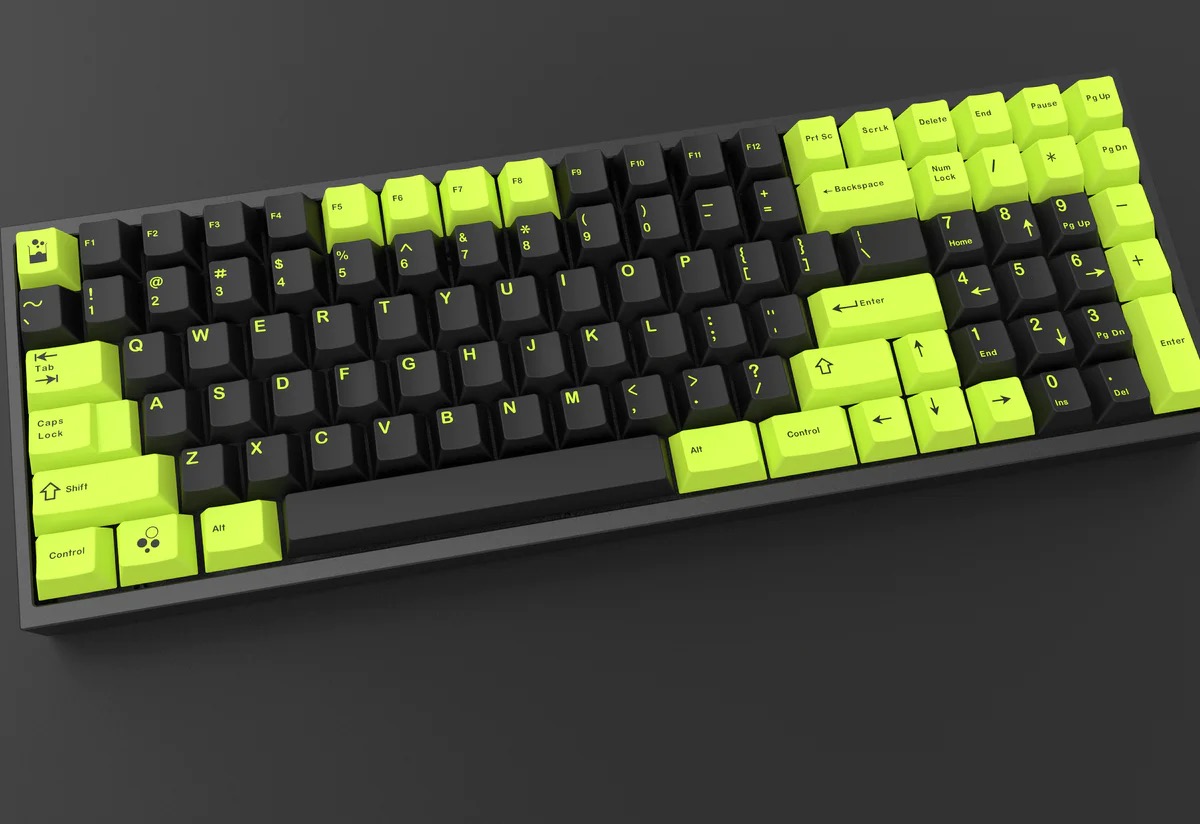 F1 F2 F3 F4 F5 F6 F7 F8 F9 F10 F11 F12 Prt Sc ScrLk Delete End Pause Pg Up
~ ! @ # $ % ^ & * ( ) _ +
` 1 2 3 4 5 6 7 8 9 0 - = ← Backspace Num Lock / * Pg Dn
Tab Q W E R T Y U I O P { [ } ] | \ 7 Home 8 ↑ 9 Pg Up -
Caps Lock A S D F G H J K L : ; " ' Enter 4 ← 5 6 → +
Shift Z X C V B N M < , > . ? / ↑ 1 End 2 ↓ 3 Pg Dn Enter
Control Alt Alt Control ← ↓ → 0 Ins . Del